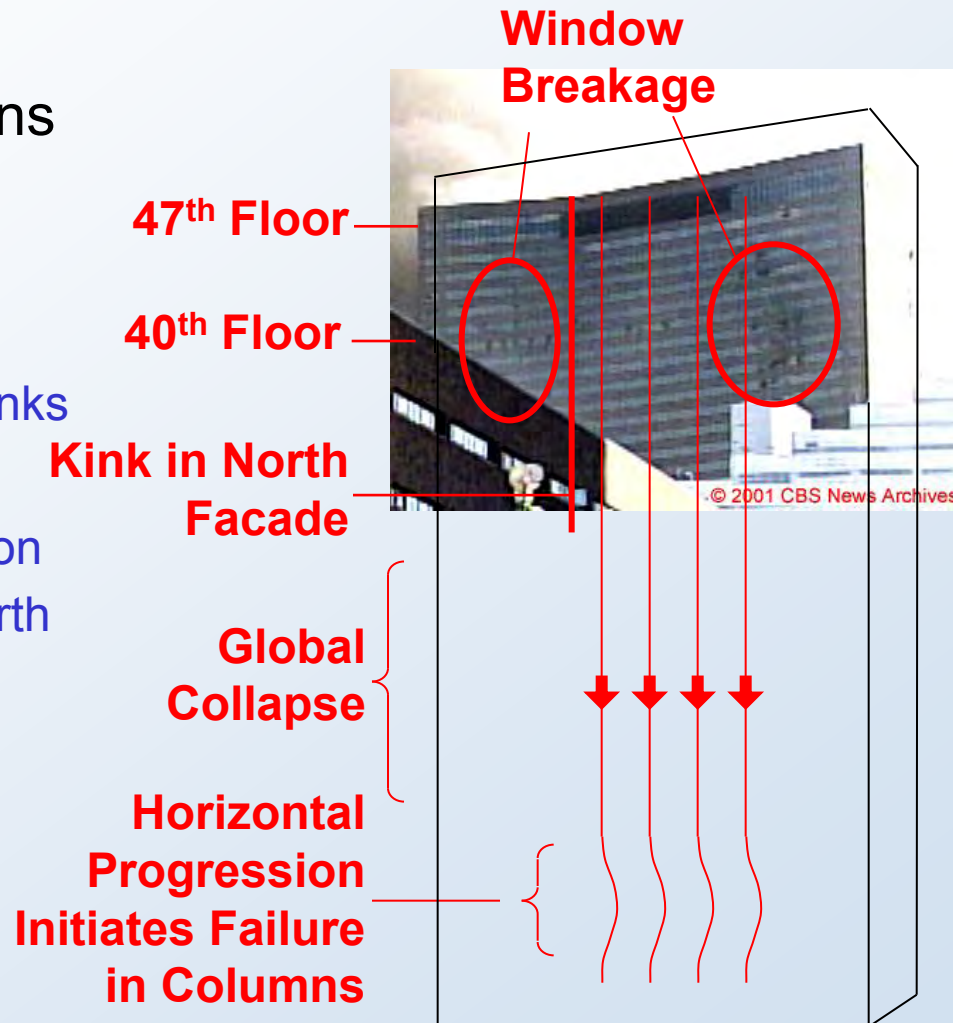 Window
Breakage
ns
47th Floor
40th Floor
nks
Kink in North
Facade
on
rth
Global
Collapse
Horizontal
Progression
Initiates Failure
in Columns
© 2001 CBS News Archives